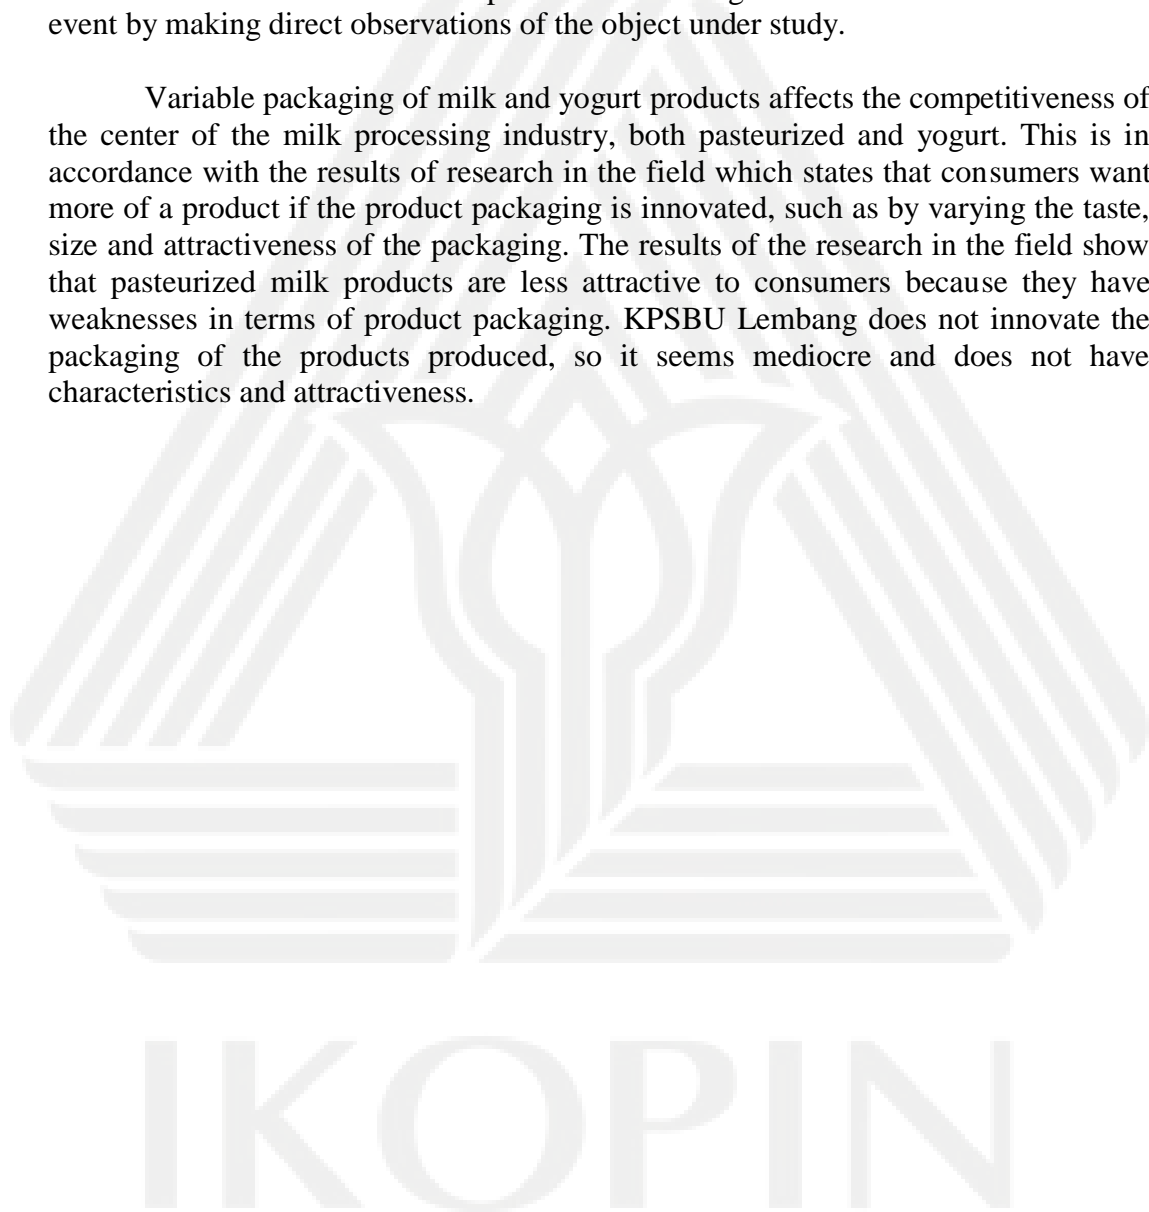 event by making direct observations of the object under study.
Variable packaging of milk and yogurt products affects the competitiveness of
the center of the milk processing industry, both pasteurized and yogurt. This is in
accordance with the results of research in the field which states that consumers want
more of a product if the product packaging is innovated, such as by varying the taste,
size and attractiveness of the packaging. The results of the research in the field show
that pasteurized milk products are less attractive to consumers because they have
weaknesses in terms of product packaging. KPSBU Lembang does not innovate the
packaging of the products produced, so it seems mediocre and does not have
characteristics and attractiveness.
IKOPIN